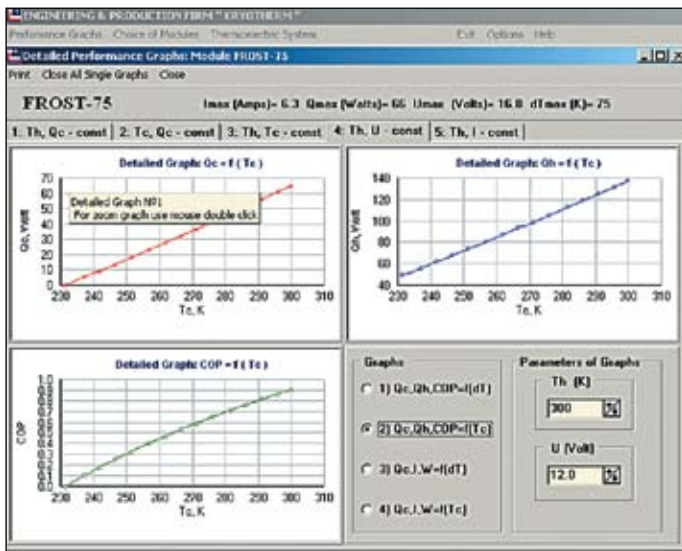 ENGINEERING & PRODUCTION FIRM " KRYOTHERM "
Performance Graphs Choice of Modules Thermoelectric System Exit Options Help
Detailed Performance Graphs: Module FROST-75
Print Close All Single Graphs Close
FROST-75 Imax (Amps)- 6.3 Qmax (Watts)- 66 Umax (Volts)- 16.8 dTmax (K)- 75
1: Th, Qc - const 2: Tc, Qc - const 3: Th, Tc - const 4: Th, U - const 5: Th, I - const
Detailed Graph: Qc = f ( Tc )
70
60
50
40
30
20
10
0
Qc, Watt
Detailed Graph №1
For zoom graph use mouse double click
230 240 250 260 270 280 290 300 310
Tc, K
Detailed Graph: Qh = f ( Tc )
140
120
100
80
60
40
Qh, Watt
230 240 250 260 270 280 290 300 310
Tc, K
Detailed Graph: COP = f ( Tc )
1.0
0.9
0.8
0.7
0.6
0.5
0.4
0.3
0.2
0.1
0.0
COP
230 240 250 260 270 280 290 300 310
Tc, K
Graphs
1) Qc,Qh,COP=f(dT)
2) Qc,Qh,COP=f(Tc)
3) Qc,I,W=f(dT)
4) Qc,I,W=f(Tc)
Parameters of Graphs
Th (K)
300
U (Volt)
12.0